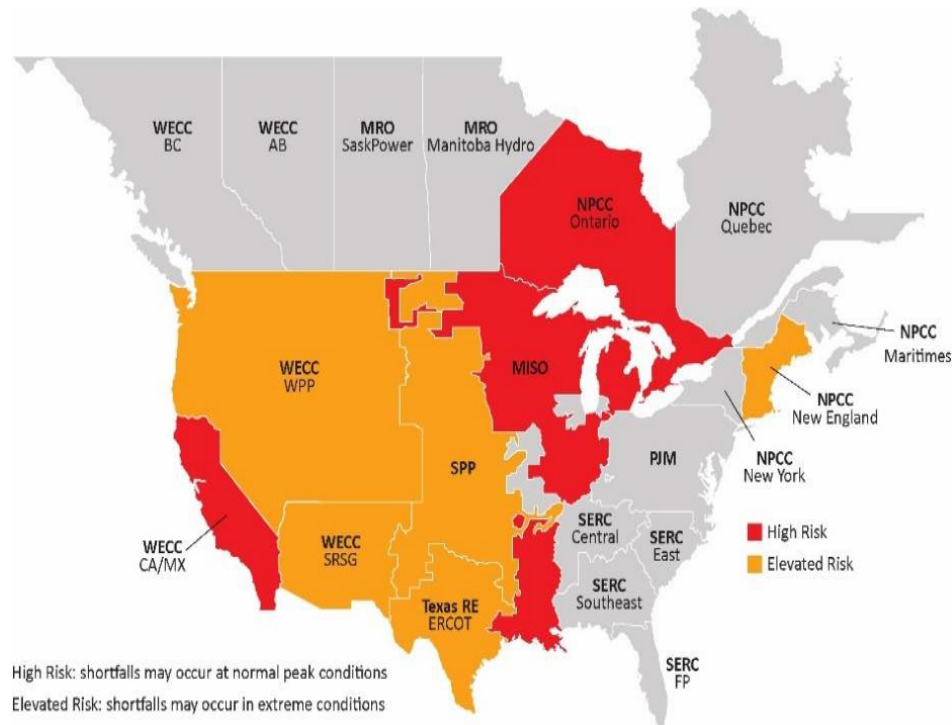 WECC
BC
WECC
AB
MRO
SaskPower
MRO
Manitoba Hydro
NPCC
Ontario
NPCC
Quebec
NPCC
Maritimes
WECC
WPP
MISO
NPCC
New England
SPP
PJM
NPCC
New York
WECC
CA/MX
WECC
SRSG
SERC
Central
SERC
East
High Risk
Elevated Risk
SERC
Southeast
Texas RE
ERCOT
SERC
FP
High Risk: shortfalls may occur at normal peak conditions
Elevated Risk: shortfalls may occur in extreme conditions